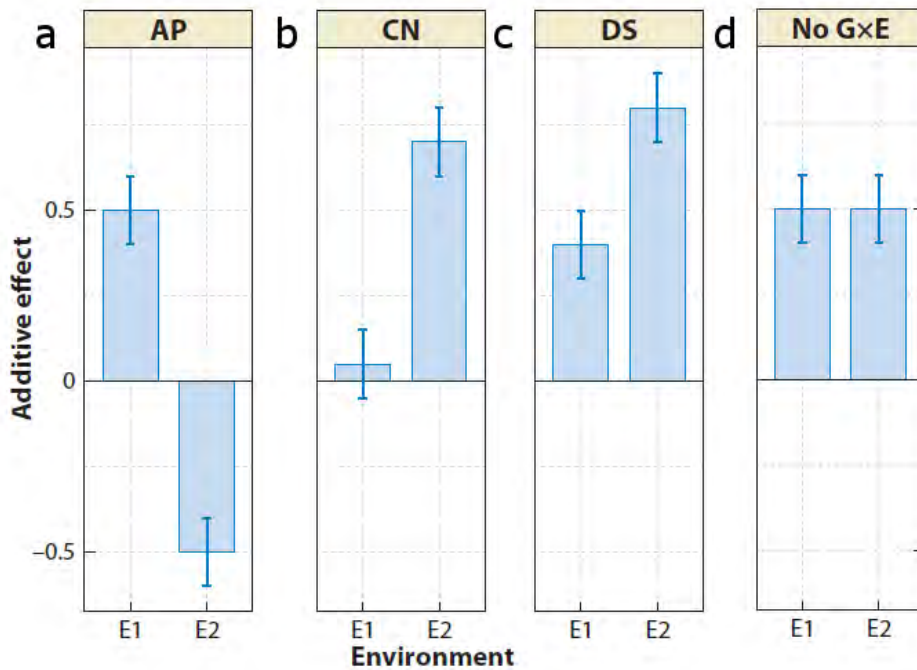 a AP b CN c DS d No G×E
Additive effect
0.5
0
−0.5
E1 E2 E1 E2 E1 E2 E1 E2
Environment